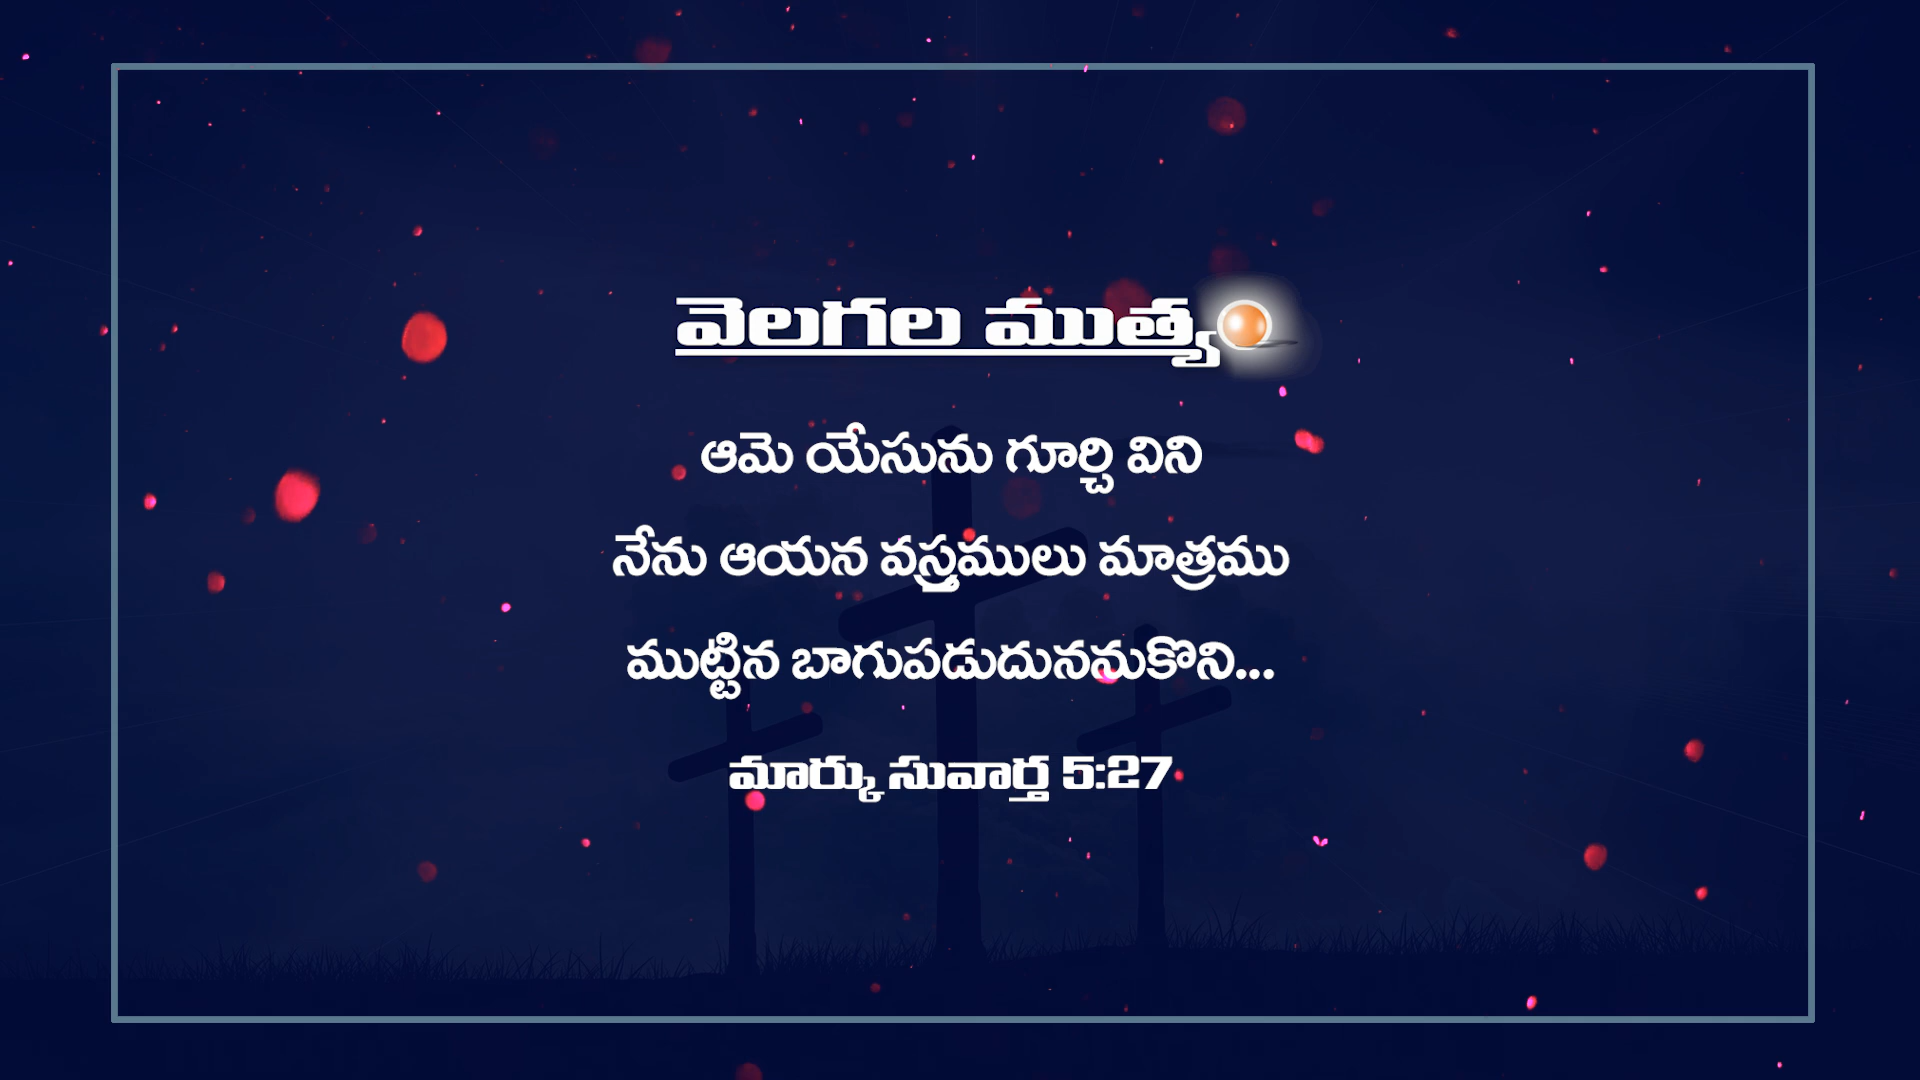 వెలగల ముత్యం
ఆమె యేసును గూర్చి విని
నేను ఆయన వస్త్రములు మాత్రము
ముట్టిన బాగుపడుదుననుకొని...
మార్కు సువార్త 5:27